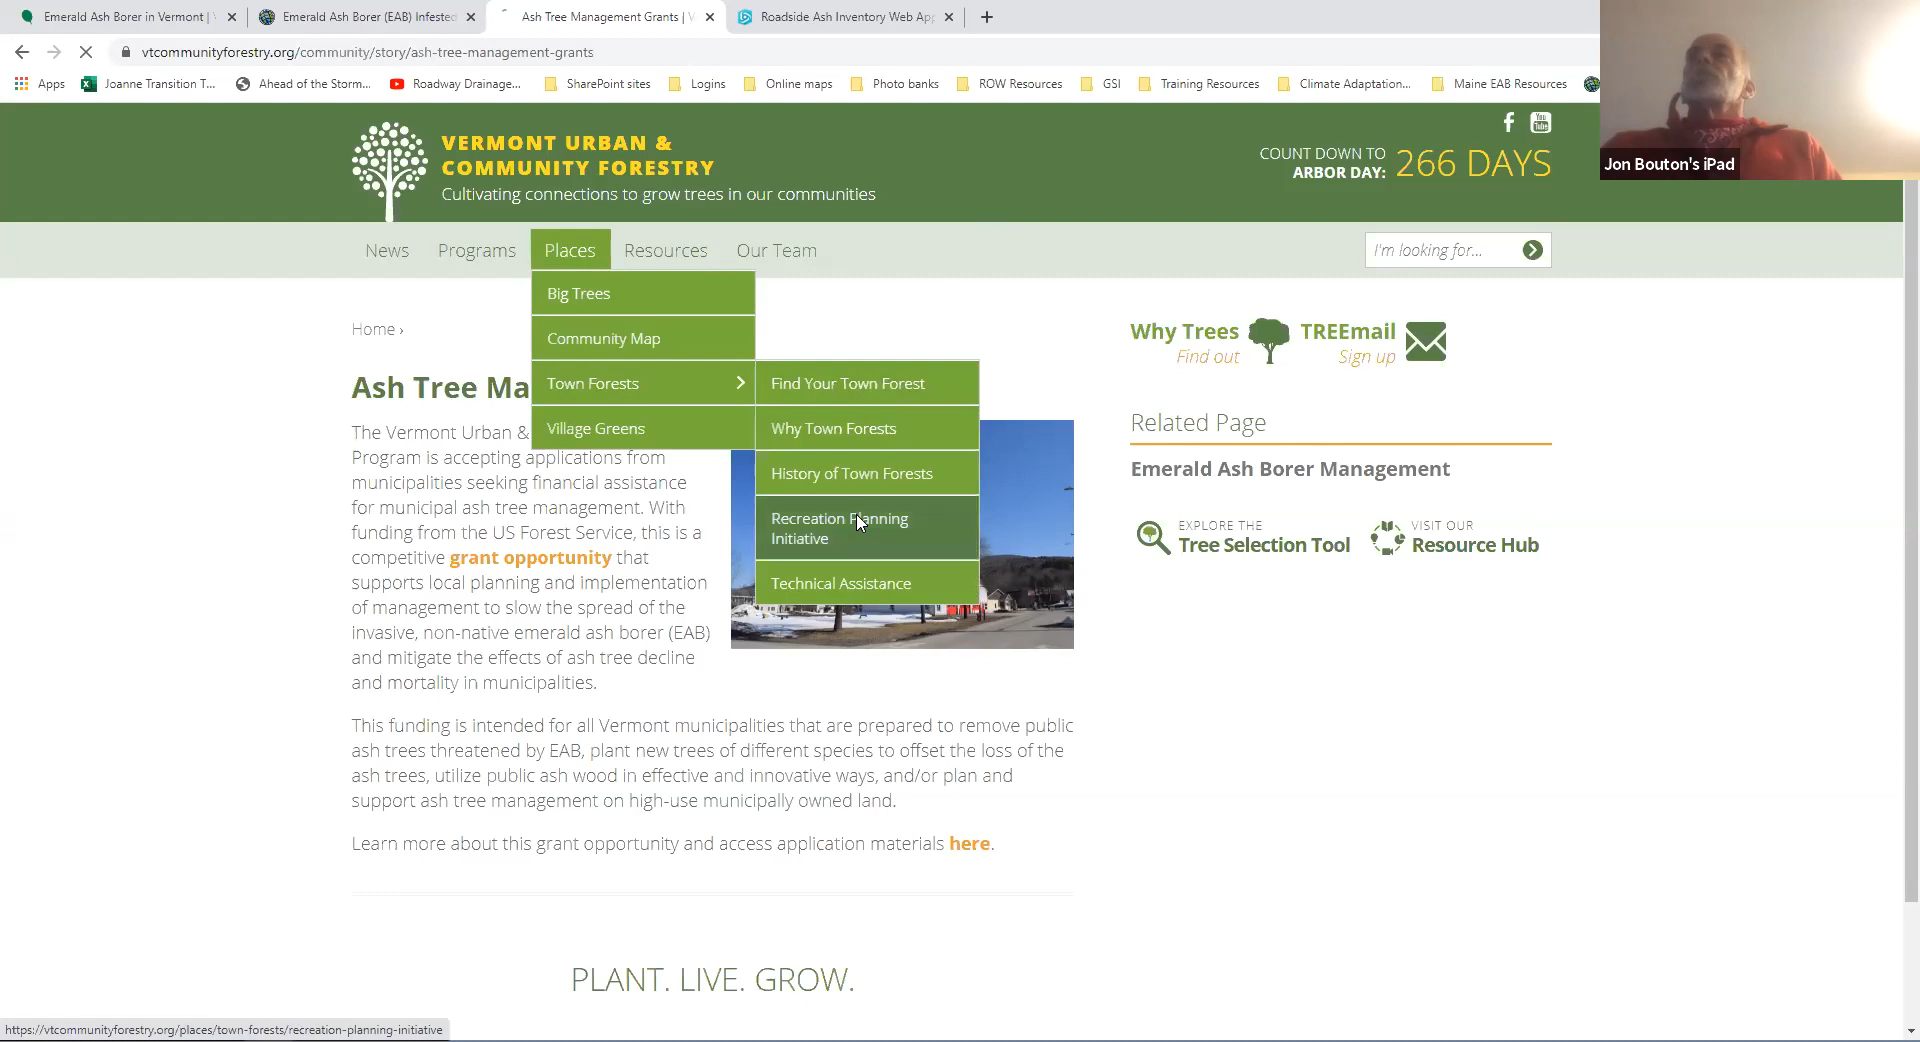 Emerald Ash Borer in Vermont |
Emerald Ash Borer (EAB) Infested
Ash Tree Management Grants |
Roadside Ash Inventory Web App
vtcommunityforestry.org/community/story/ash-tree-management-grants
Apps
Joanne Transition T...
Ahead of the Storm...
Roadway Drainage...
SharePoint sites
Logins
Online maps
Photo banks
ROW Resources
GSI
Training Resources
Climate Adaptation...
Maine EAB Resources
Jon Bouton's iPad
VERMONT URBAN &
COMMUNITY FORESTRY
Cultivating connections to grow trees in our communities
You
Tube
COUNT DOWN TO
ARBOR DAY:
266 DAYS
News
Programs
Places
Resources
Our Team
I'm looking for...
Big Trees
Community Map
Town Forests
Village Greens
Find Your Town Forest
Why Town Forests
History of Town Forests
Recreation Planning
Initiative
Technical Assistance
Home ›
Ash Tree Ma
The Vermont Urban &
Program is accepting applications from
municipalities seeking financial assistance
for municipal ash tree management. With
funding from the US Forest Service, this is a
competitive grant opportunity that
supports local planning and implementation
of management to slow the spread of the
invasive, non-native emerald ash borer (EAB)
and mitigate the effects of ash tree decline
and mortality in municipalities.
This funding is intended for all Vermont municipalities that are prepared to remove public
ash trees threatened by EAB, plant new trees of different species to offset the loss of the
ash trees, utilize public ash wood in effective and innovative ways, and/or plan and
support ash tree management on high-use municipally owned land.
Learn more about this grant opportunity and access application materials here.
Why Trees
Find out
TREEmail
Sign up
Related Page
Emerald Ash Borer Management
EXPLORE THE
Tree Selection Tool
VISIT OUR
Resource Hub
PLANT. LIVE. GROW.
https://vtcommunityforestry.org/places/town-forests/recreation-planning-initiative